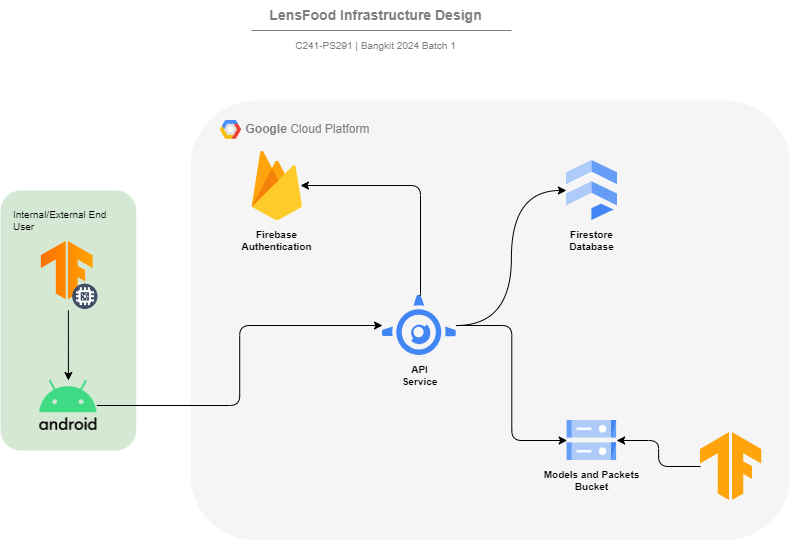 LensFood Infrastructure Design
C241-PS291 | Bangkit 2024 Batch 1
Google Cloud Platform
Firebase
Authentication
Firestore
Database
Internal/External End
User
android
API
Service
Models and Packets
Bucket